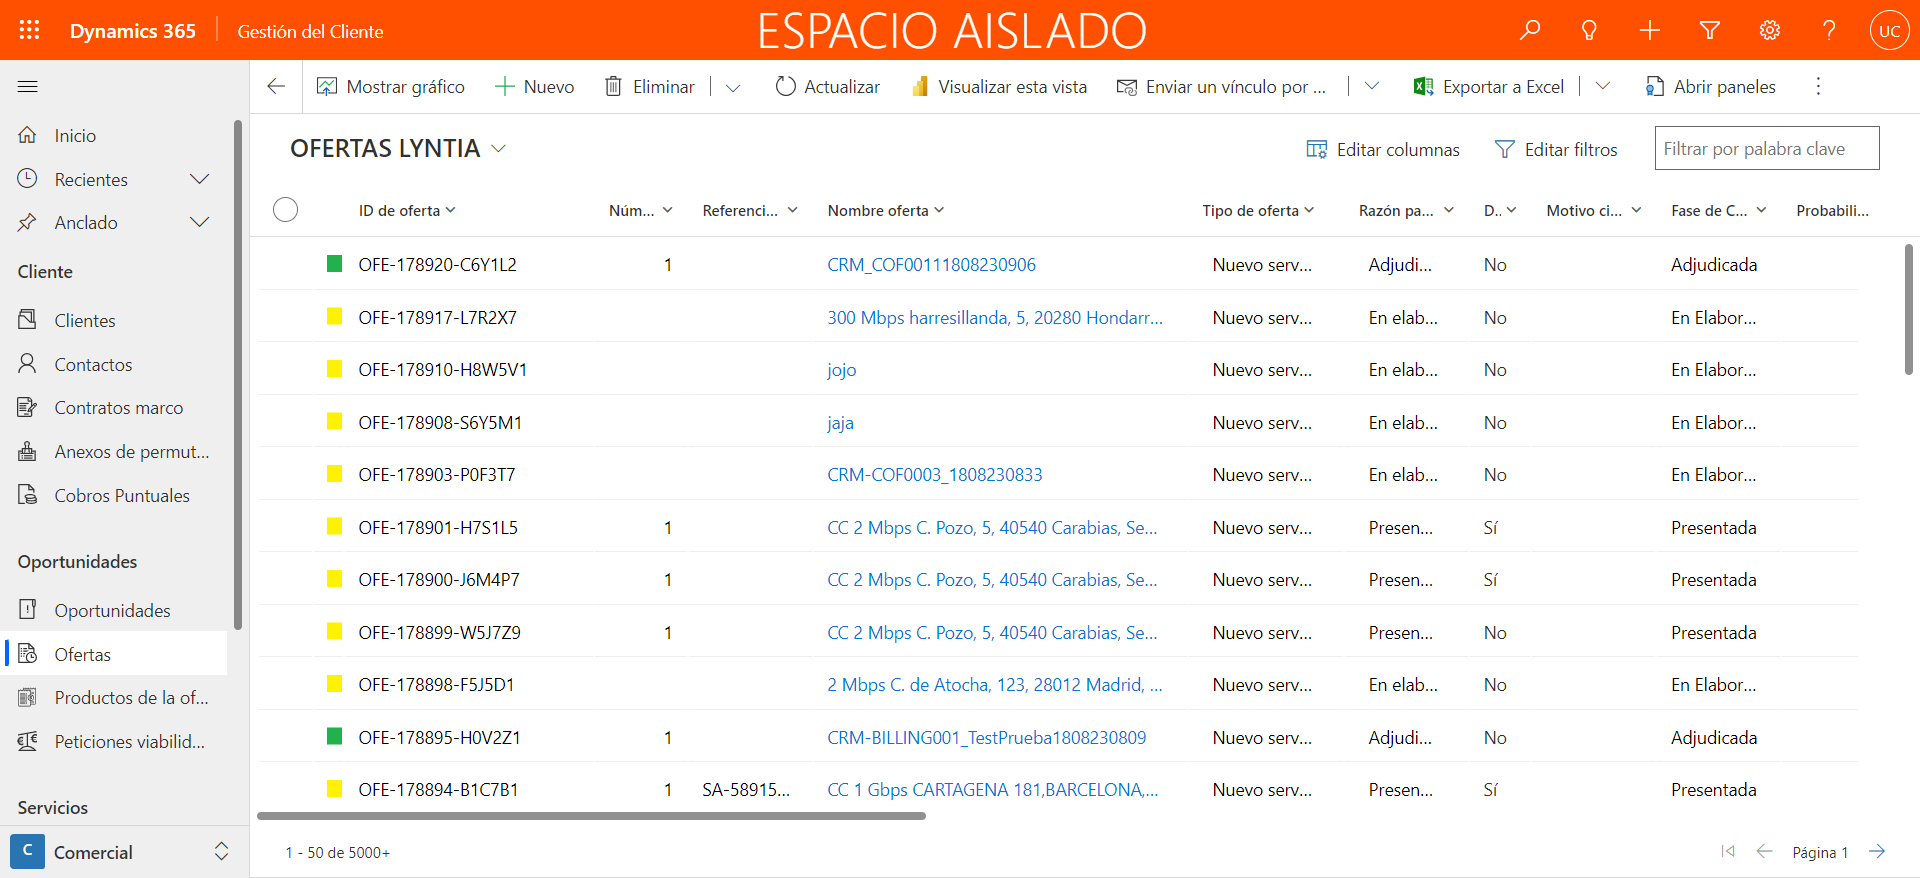 Dynamics 365 Gestión del Cliente ESPACIO AISLADO UC
Mostrar gráfico Nuevo Eliminar Actualizar Visualizar esta vista Enviar un vínculo por ... Exportar a Excel Abrir paneles
Inicio
Recientes
Anclado
Cliente
Clientes
Contactos
Contratos marco
Anexos de permut...
Cobros Puntuales
Oportunidades
Oportunidades
Ofertas
Productos de la of...
Peticiones viabilid...
Servicios
C Comercial
OFERTAS LYNTIA Editar columnas Editar filtros Filtrar por palabra clave
ID de oferta Núm... Referenci... Nombre oferta Tipo de oferta Razón pa... D.. Motivo ci... Fase de C... Probabili...
OFE-178920-C6Y1L2 1 CRM_COF00111808230906 Nuevo serv... Adjudi... No Adjudicada
OFE-178917-L7R2X7 300 Mbps harresillanda, 5, 20280 Hondarr... Nuevo serv... En elab... No En Elabor...
OFE-178910-H8W5V1 jojo Nuevo serv... En elab... No En Elabor...
OFE-178908-S6Y5M1 jaja Nuevo serv... En elab... No En Elabor...
OFE-178903-P0F3T7 CRM-COF0003_1808230833 Nuevo serv... En elab... No En Elabor...
OFE-178901-H7S1L5 1 CC 2 Mbps C. Pozo, 5, 40540 Carabias, Se... Nuevo serv... Presen... Sí Presentada
OFE-178900-J6M4P7 1 CC 2 Mbps C. Pozo, 5, 40540 Carabias, Se... Nuevo serv... Presen... Sí Presentada
OFE-178899-W5J7Z9 1 CC 2 Mbps C. Pozo, 5, 40540 Carabias, Se... Nuevo serv... Presen... No Presentada
OFE-178898-F5J5D1 2 Mbps C. de Atocha, 123, 28012 Madrid, ... Nuevo serv... En elab... No En Elabor...
OFE-178895-H0V2Z1 1 CRM-BILLING001_TestPrueba1808230809 Nuevo serv... Adjudi... No Adjudicada
OFE-178894-B1C7B1 1 SA-58915... CC 1 Gbps CARTAGENA 181,BARCELONA,... Nuevo serv... Presen... Sí Presentada
1 - 50 de 5000+ Página 1